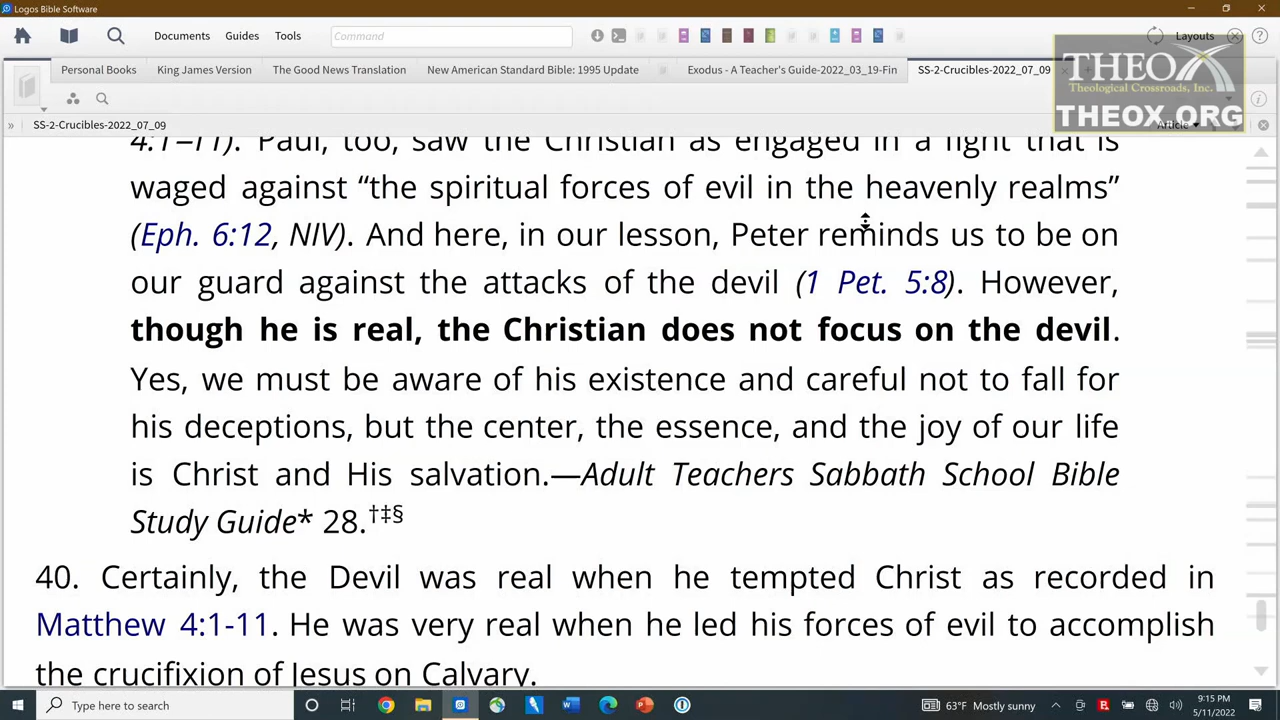 Logos Bible Software
Documents Guides Tools Command Layouts
Personal Books King James Version The Good News New American Standard Bible: 1995 Update Exodus - A Teacher's Guide-2022_03_19-Fin SS-2-Crucibles-2022_07_09
THEOX
Theological Crossroads, Inc.
THEOX.ORG
» SS-2-Crucibles-2022_07_09 Article
4:1–11). Paul, too, saw the Christian as engaged in a fight that is
waged against “the spiritual forces of evil in the heavenly realms”
(Eph. 6:12, NIV). And here, in our lesson, Peter reminds us to be on
our guard against the attacks of the devil (1 Pet. 5:8). However,
though he is real, the Christian does not focus on the devil.
Yes, we must be aware of his existence and careful not to fall for
his deceptions, but the center, the essence, and the joy of our life
is Christ and His salvation.—Adult Teachers Sabbath School Bible
Study Guide* 28.†‡§
40. Certainly, the Devil was real when he tempted Christ as recorded in
Matthew 4:1-11. He was very real when he led his forces of evil to accomplish
the crucifixion of Jesus on Calvary.
Type here to search
63°F Mostly sunny
9:15 PM
5/11/2022